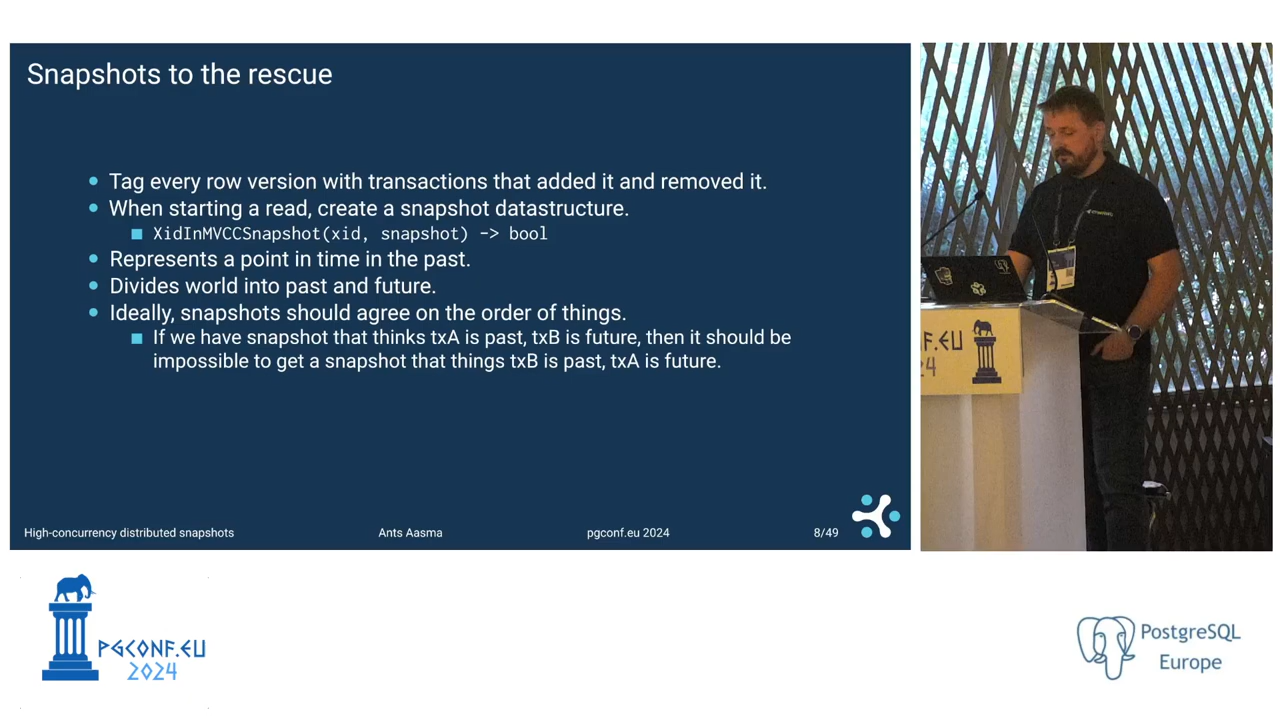 Snapshots to the rescue
Tag every row version with transactions that added it and removed it.
When starting a read, create a snapshot datastructure.
XidInMVCCSnapshot(xid, snapshot) -> bool
Represents a point in time in the past.
Divides world into past and future.
Ideally, snapshots should agree on the order of things.
If we have snapshot that thinks txA is past, txB is future, then it should be
impossible to get a snapshot that things txB is past, txA is future.
High-concurrency distributed snapshots
Ants Aasma
pgconf.eu 2024
8/49
F.EU
24
PGCONF.EU
2024
PostgreSQL
Europe